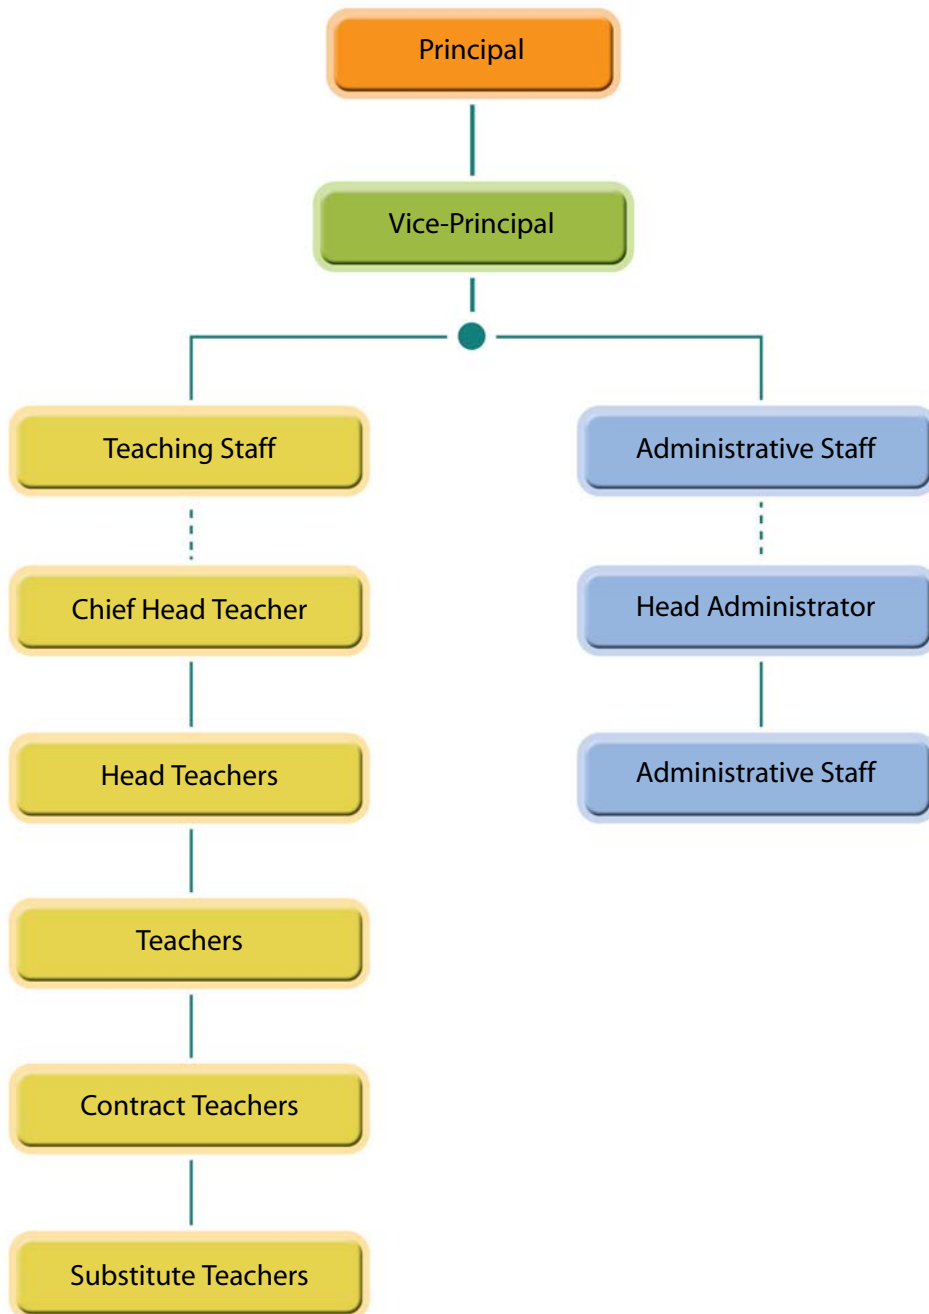 Principal
Vice-Principal
Teaching Staff
Administrative Staff
Chief Head Teacher
Head Administrator
Head Teachers
Administrative Staff
Teachers
Contract Teachers
Substitute Teachers